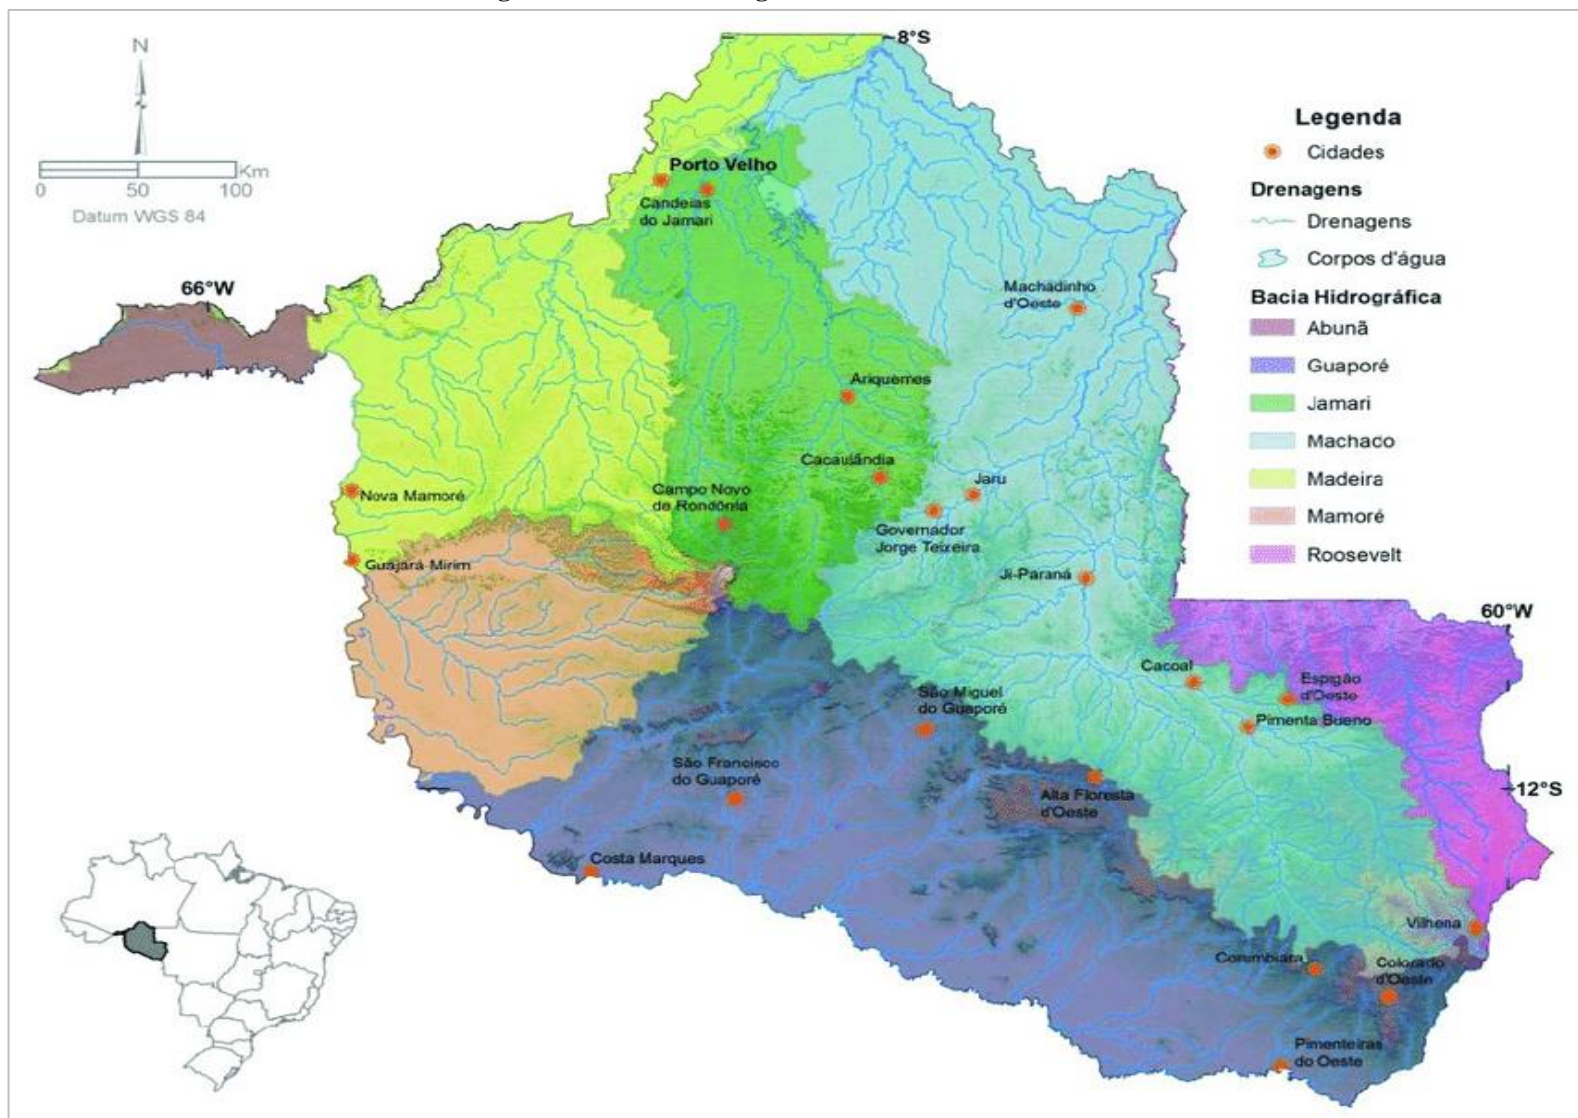 N
0
50
100
Km
Datum WGS 84
8°S
66°W
60°W
12°S
Porto Velho
Candeias
do Jamari
Machadinho
d'Oeste
Ariquemes
Cacaulândia
Jaru
Campo Novo
de Rondônia
Governador
Jorge Teixeira
Nova Mamoré
Guajará-Mirim
Ji-Paraná
Cacoal
Espigão
d'Oeste
Pimenta Bueno
São Miguel
do Guaporé
São Francisco
do Guaporé
Alta Floresta
d'Oeste
Costa Marques
Vilhena
Corumbiara
Colorado
d'Oeste
Pimenteiras
do Oeste
Legenda
Cidades
Drenagens
Drenagens
Corpos d'água
Bacia Hidrográfica
Abunã
Guaporé
Jamari
Machado
Madeira
Mamoré
Roosevelt